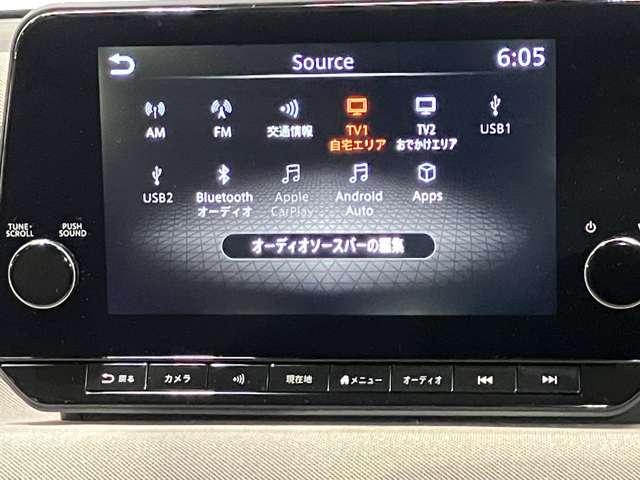 Source
6:05
AM
FM
交通情報
TV1
自宅エリア
TV2
おでかけエリア
USB1
USB2
Bluetooth
オーディオ
Apple
CarPlay
Android
Auto
Apps
オーディオソースバーの編集
TUNE・
SCROLL
PUSH
SOUND
戻る
カメラ
現在地
メニュー
オーディオ